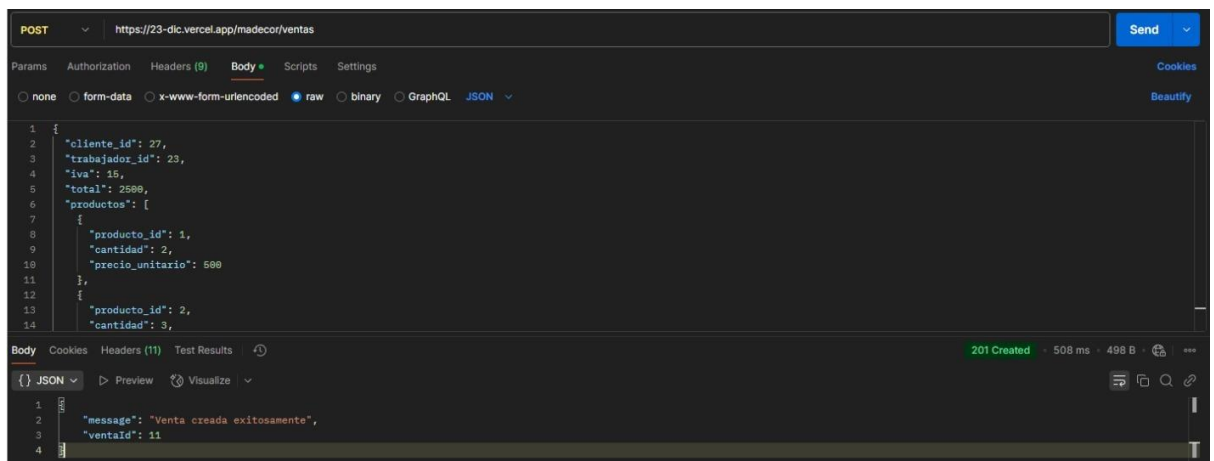 POST https://23-dic.vercel.app/madecor/ventas Send
Params Authorization Headers (9) Body Scripts Settings Cookies
none form-data x-www-form-urlencoded raw binary GraphQL JSON Beautify
1 {
2 "cliente_id": 27,
3 "trabajador_id": 23,
4 "iva": 15,
5 "total": 2500,
6 "productos": [
7 {
8 "producto_id": 1,
9 "cantidad": 2,
10 "precio_unitario": 500
11 },
12 {
13 "producto_id": 2,
14 "cantidad": 3,
Body Cookies Headers (11) Test Results 201 Created 508 ms 498 B
{} JSON Preview Visualize
1 {
2 "message": "Venta creada exitosamente",
3 "ventaId": 11
4 }